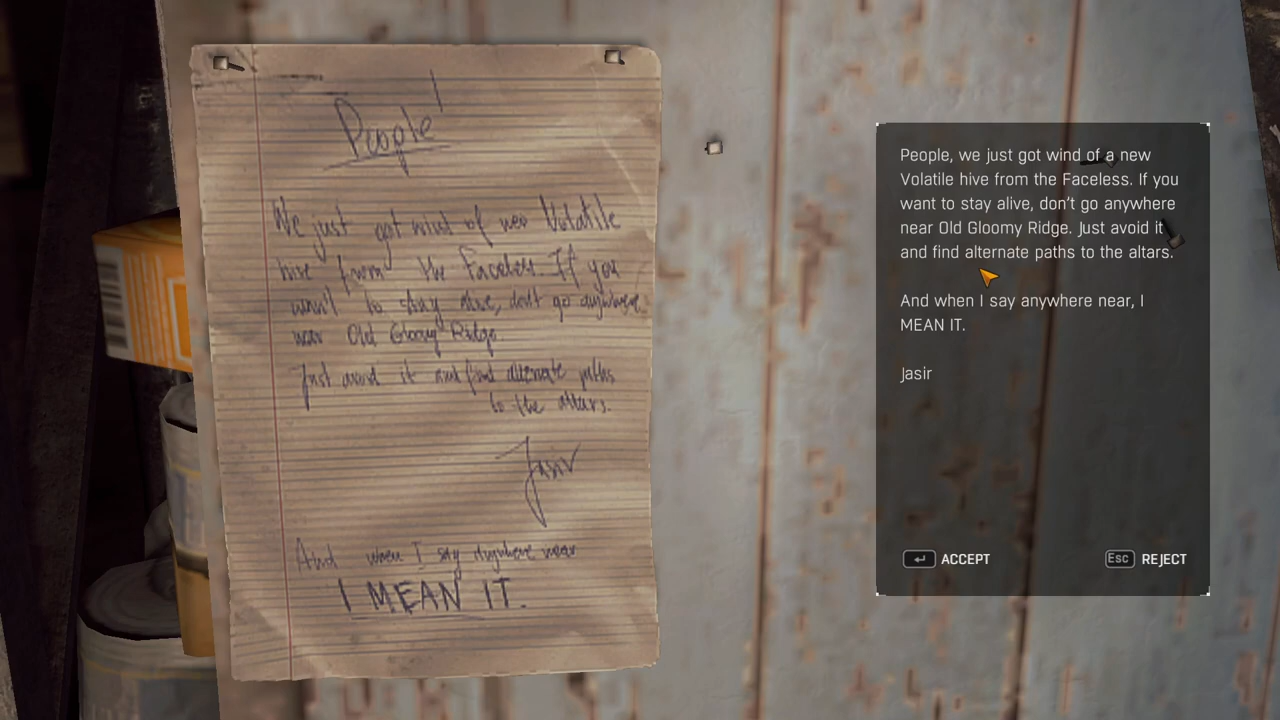 People!
We just got wind of new Volatile
hive from the Faceless. If you
want to stay alive, don't go anywhere
near Old Gloomy Ridge.
Just avoid it and find alternate paths
to the altars.
Jasir
And when I say anywhere near
I MEAN IT.
People, we just got wind of a new
Volatile hive from the Faceless. If you
want to stay alive, don't go anywhere
near Old Gloomy Ridge. Just avoid it
and find alternate paths to the altars.
And when I say anywhere near, I
MEAN IT.
Jasir
↵ ACCEPT
Esc REJECT